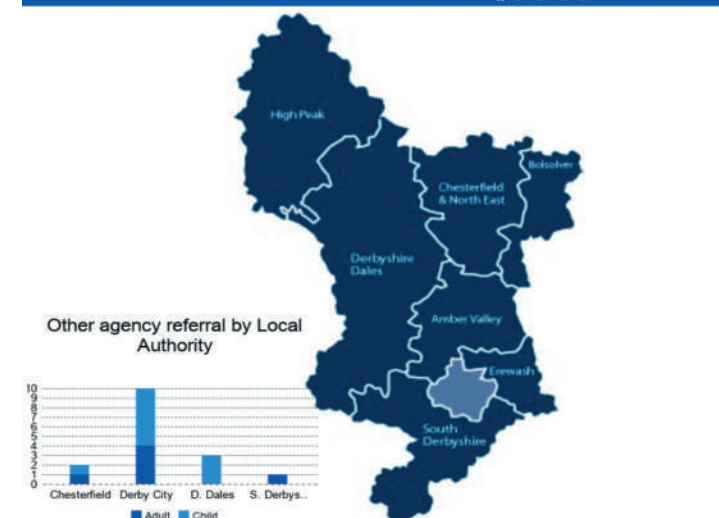 High Peak
Bolsolver
Chesterfield
& North East
Derbyshire
Dales
Amber Valley
Erewash
South
Derbyshire
Other agency referral by Local
Authority
10
9
8
7
6
5
4
3
2
1
0
Chesterfield Derby City D. Dales S. Derbys..
Adult Child